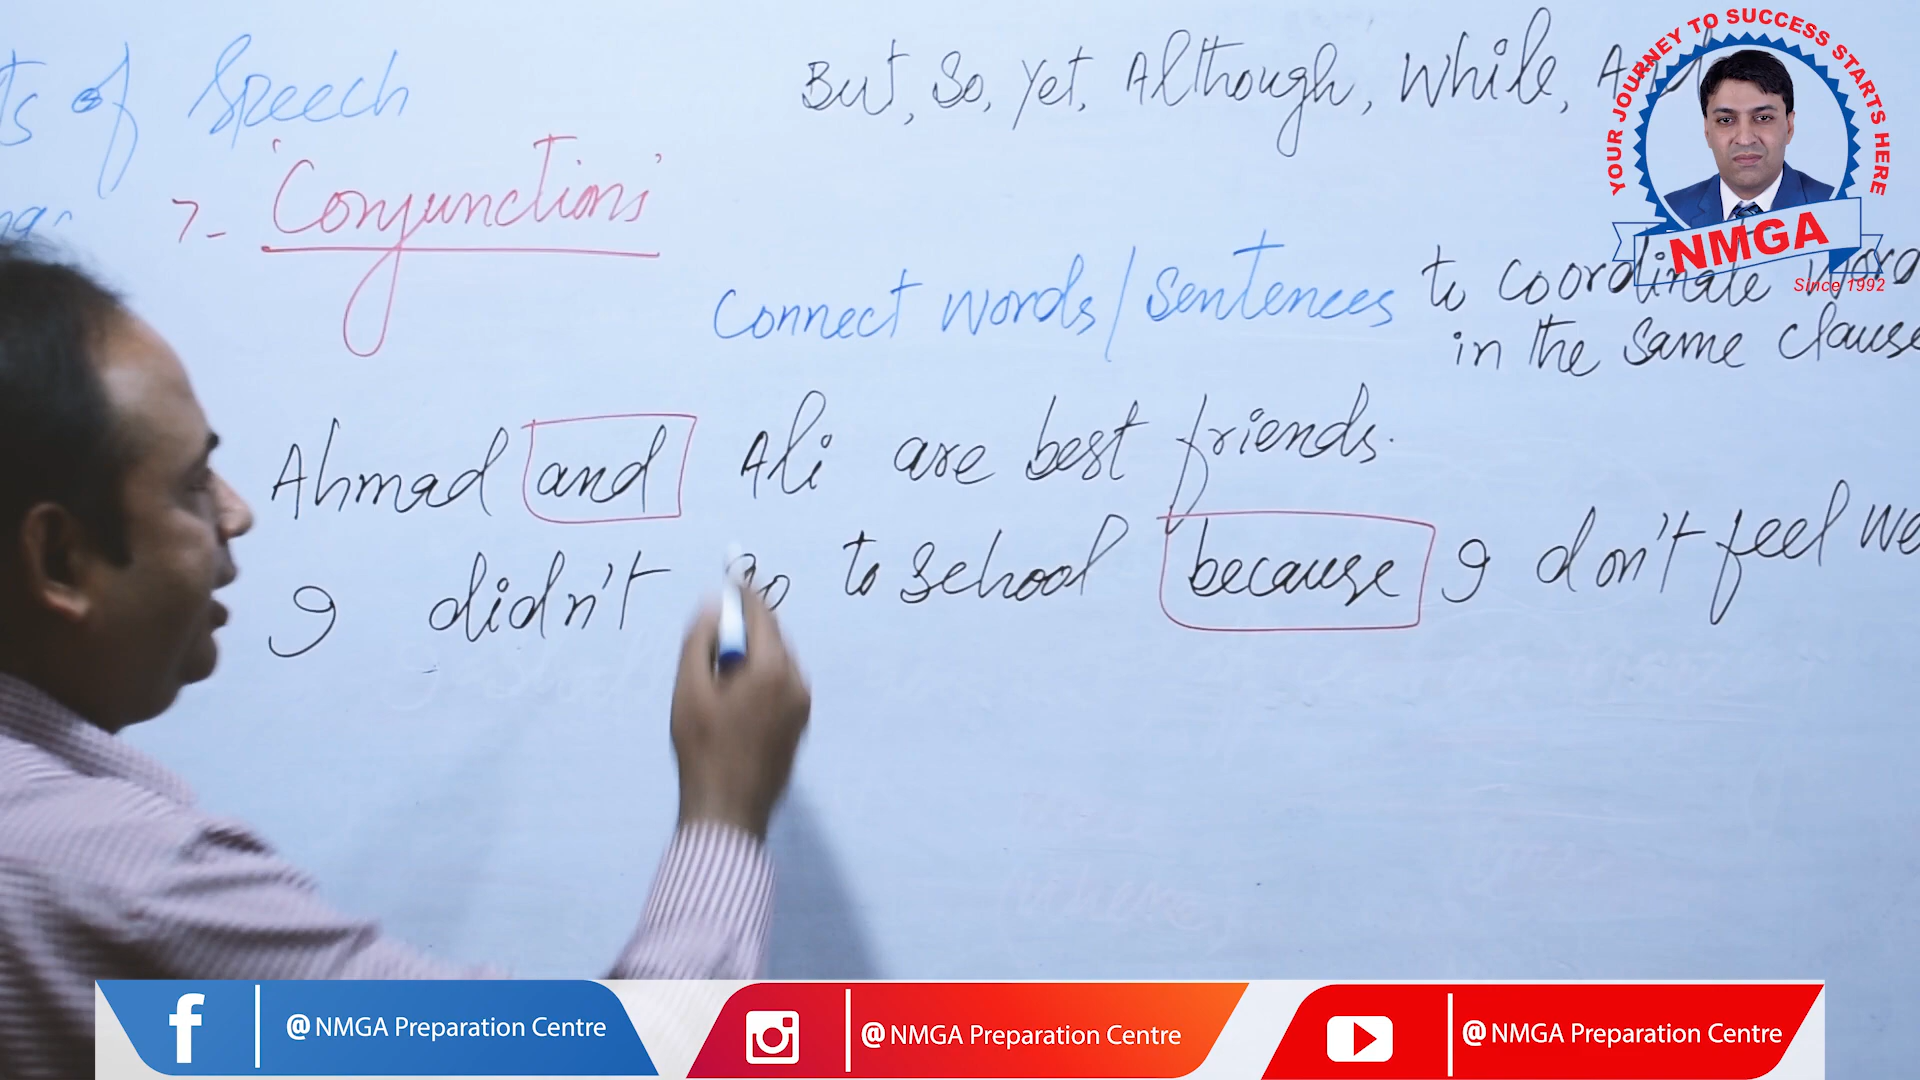 ts of Speech
But, So, Yet, Although, While, And
7- 'Conjunctions'
Connect words/Sentences to coordinate word
in the same clause
Ahmad and Ali are best friends.
I didn't go to school because I don't feel we
YOUR JOURNEY TO SUCCESS STARTS HERE
NMGA
Since 1992
@NMGA Preparation Centre
@NMGA Preparation Centre
@NMGA Preparation Centre